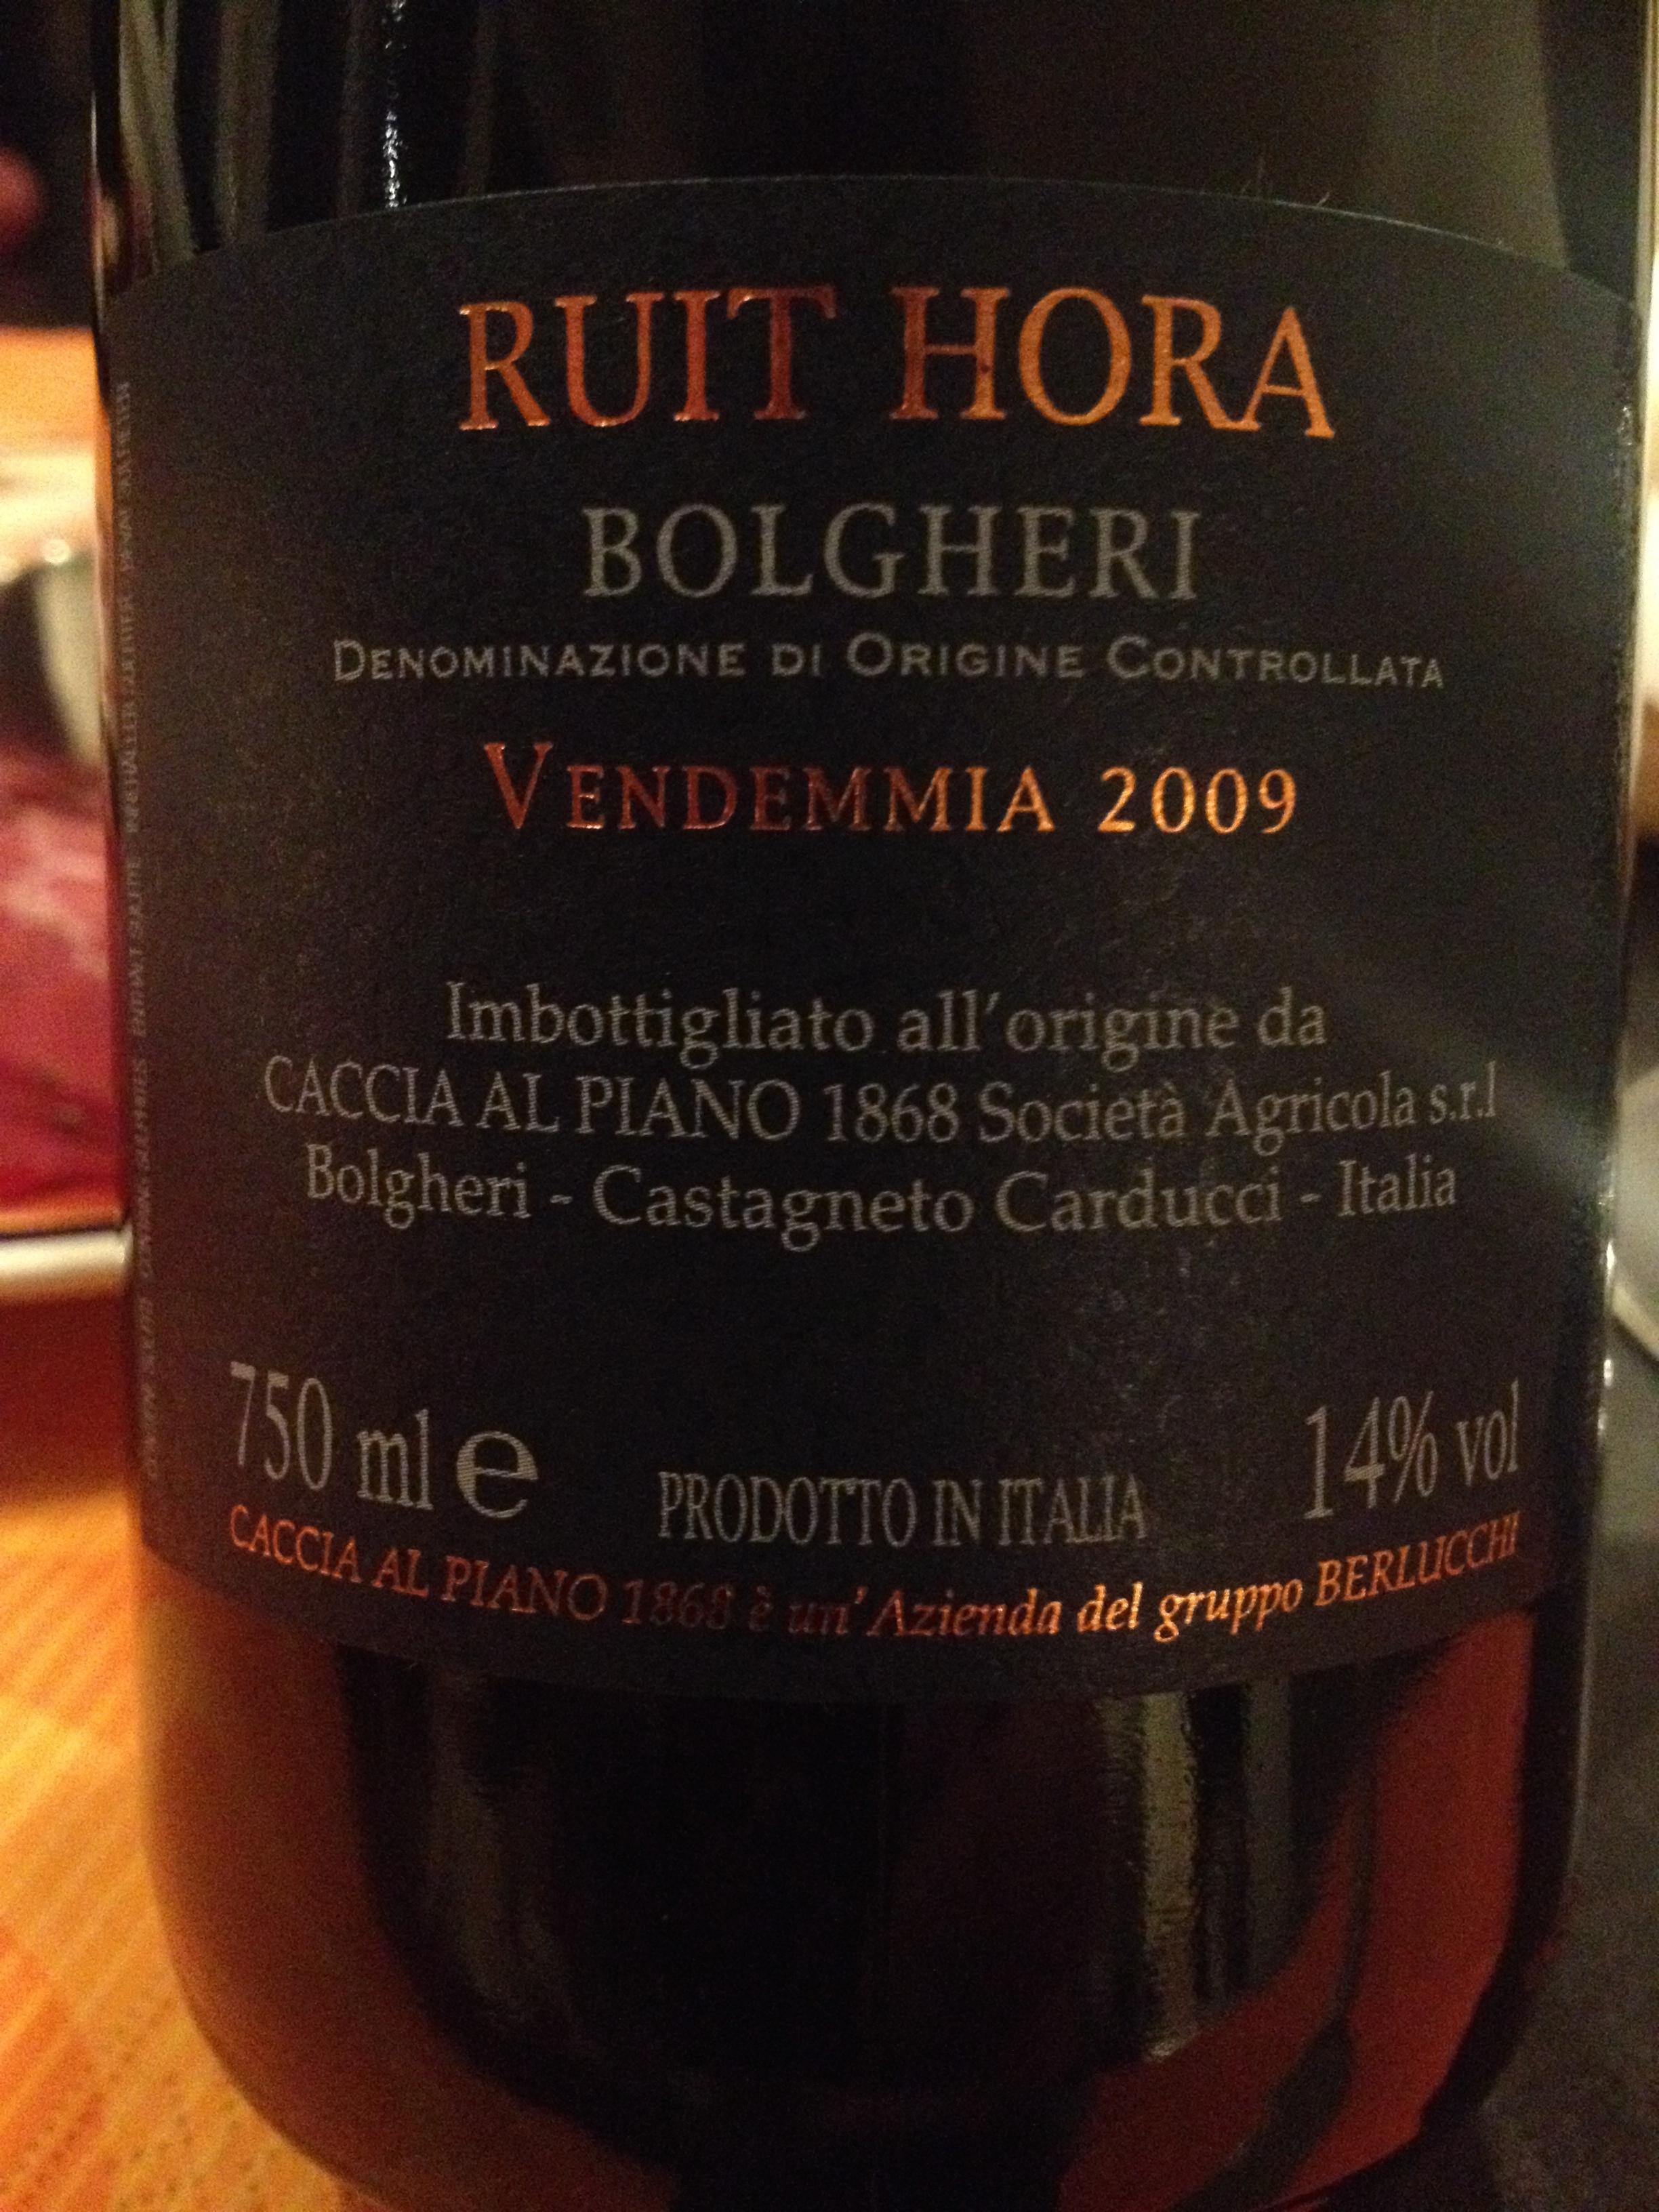 RUIT HORA
BOLGHERI
DENOMINAZIONE DI ORIGINE CONTROLLATA
VENDEMMIA 2009
Imbottigliato all'origine da
CACCIA AL PIANO 1868 Società Agricola s.r.l
Bolgheri - Castagneto Carducci - Italia
750 ml e
PRODOTTO IN ITALIA
14% vol
CACCIA AL PIANO 1868 è un'Azienda del gruppo BERLUCCHI